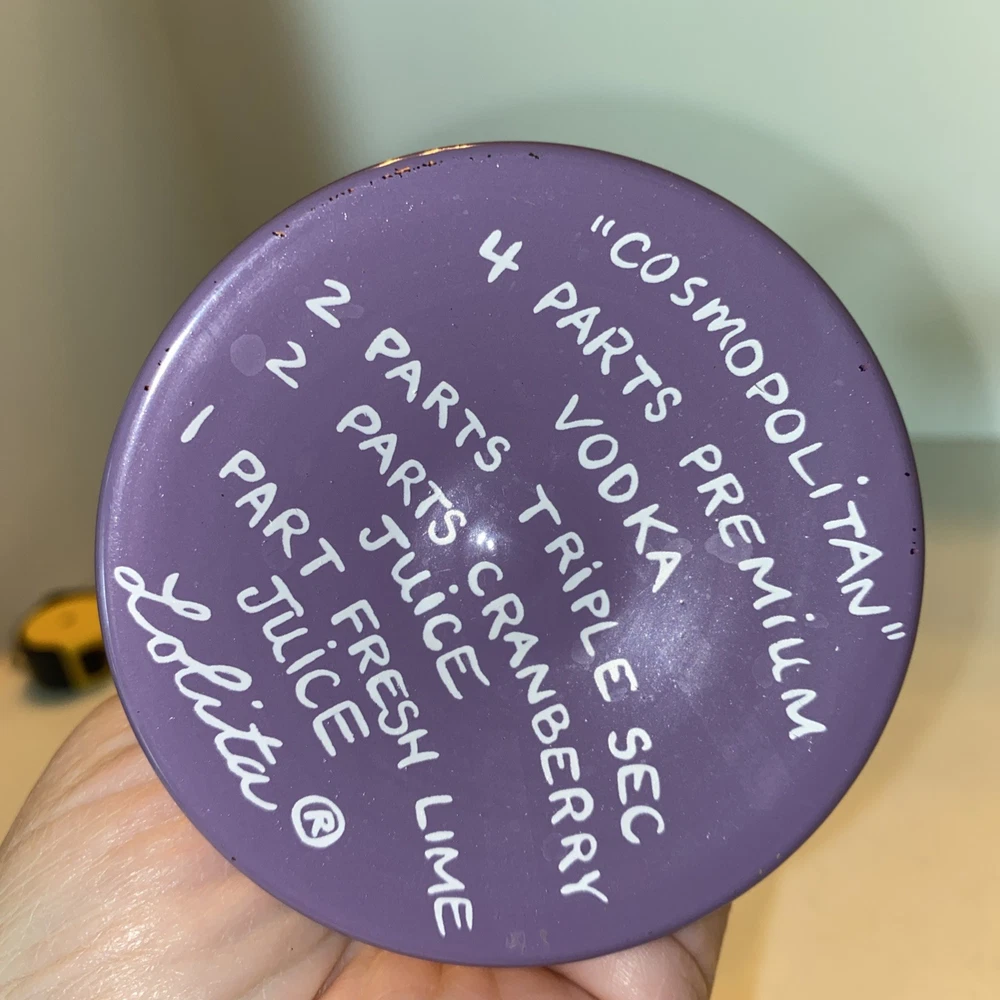 "COSMOPOLiTAN"
4 PARTS PREMiUM
VODKA
2 PARTS TRiPLE SEC
2 PARTS CRANBERRY
JUiCE
1 PART FRESH LIME
JUiCE
Lolita ®